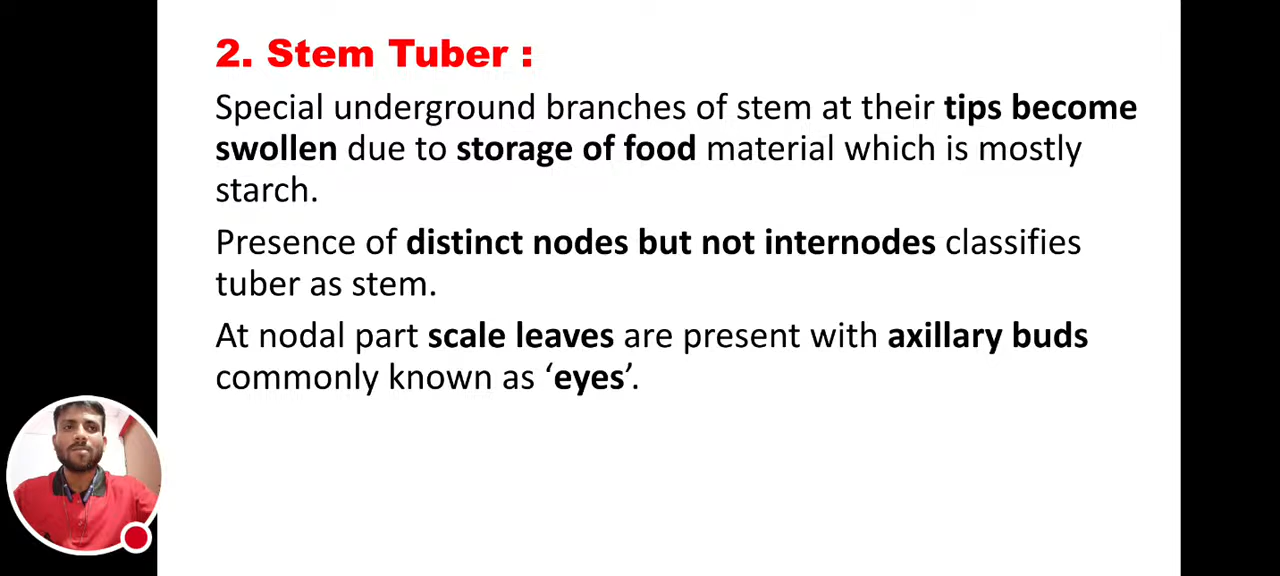 2. Stem Tuber :
Special underground branches of stem at their tips become
swollen due to storage of food material which is mostly
starch.
Presence of distinct nodes but not internodes classifies
tuber as stem.
At nodal part scale leaves are present with axillary buds
commonly known as ‘eyes’.